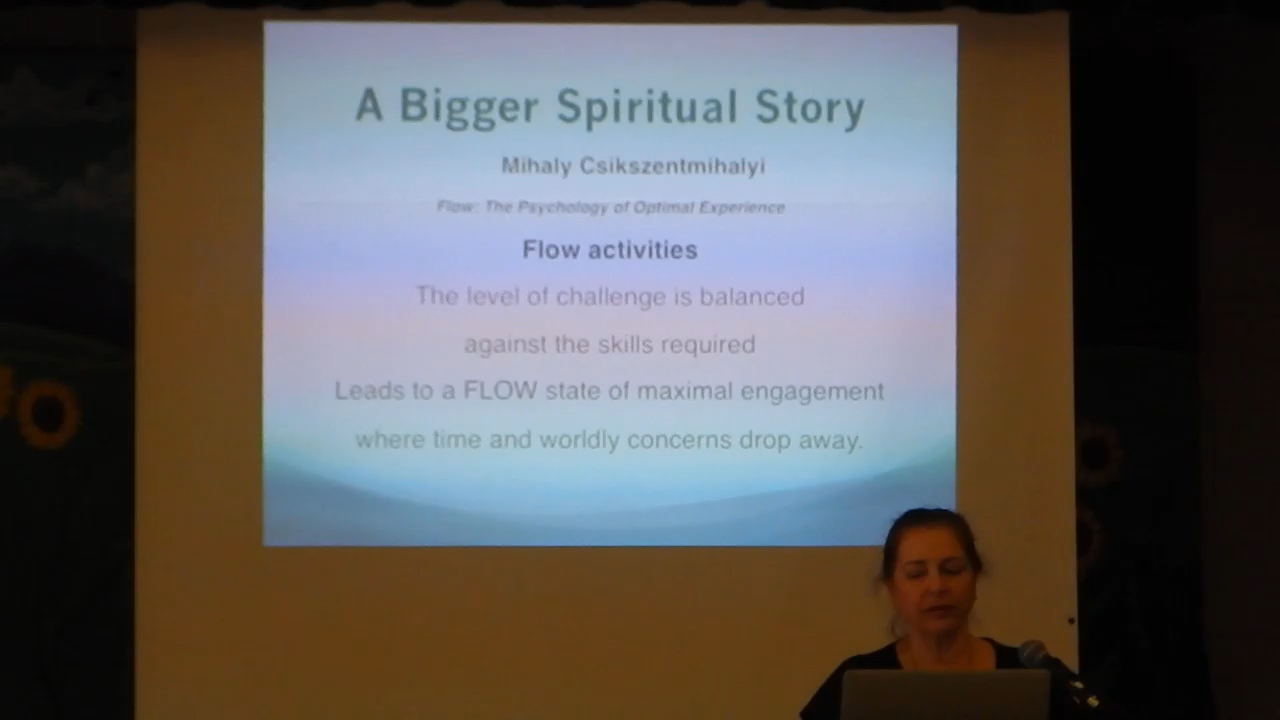 A Bigger Spiritual Story
Mihaly Csikszentmihalyi
Flow: The Psychology of Optimal Experience
Flow activities
The level of challenge is balanced
against the skills required
Leads to a FLOW state of maximal engagement
where time and worldly concerns drop away.